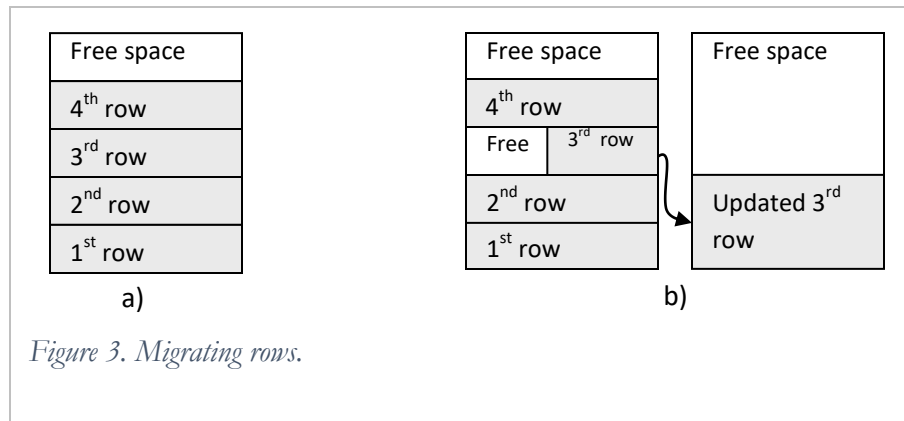 Free space
4th row
3rd row
2nd row
1st row
a)
Free space
4th row
Free
3rd row
2nd row
1st row
Free space
Updated 3rd
row
b)
Figure 3. Migrating rows.